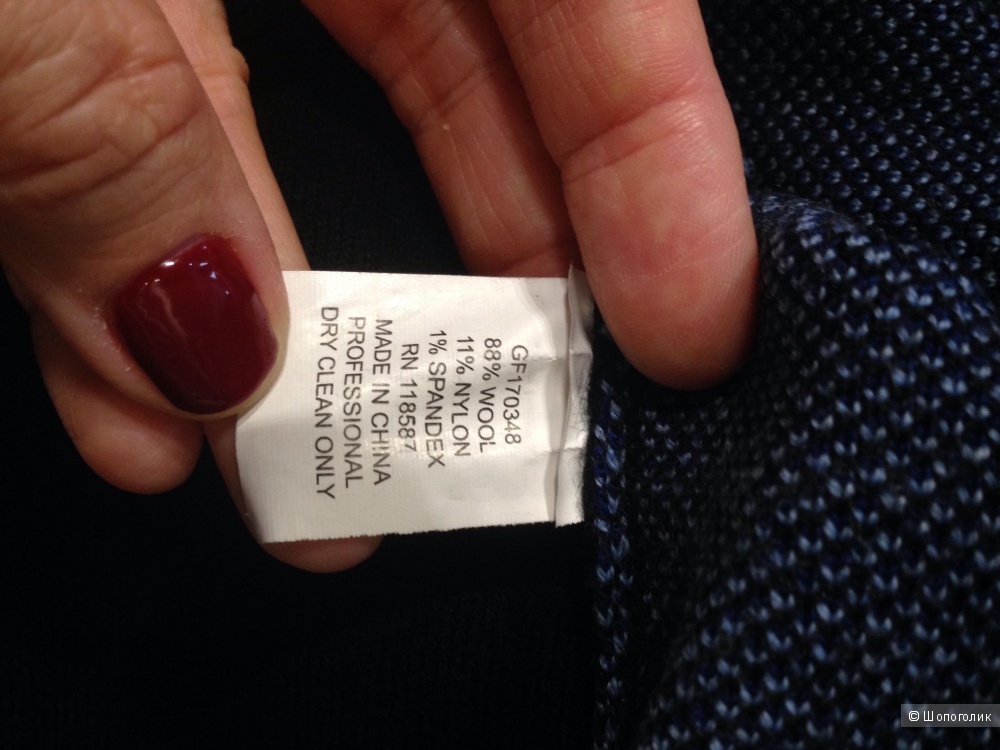 GF170348
88% WOOL
11% NYLON
1% SPANDEX
RN 118587
MADE IN CHINA
PROFESSIONAL
DRY CLEAN ONLY
© Шопоголик